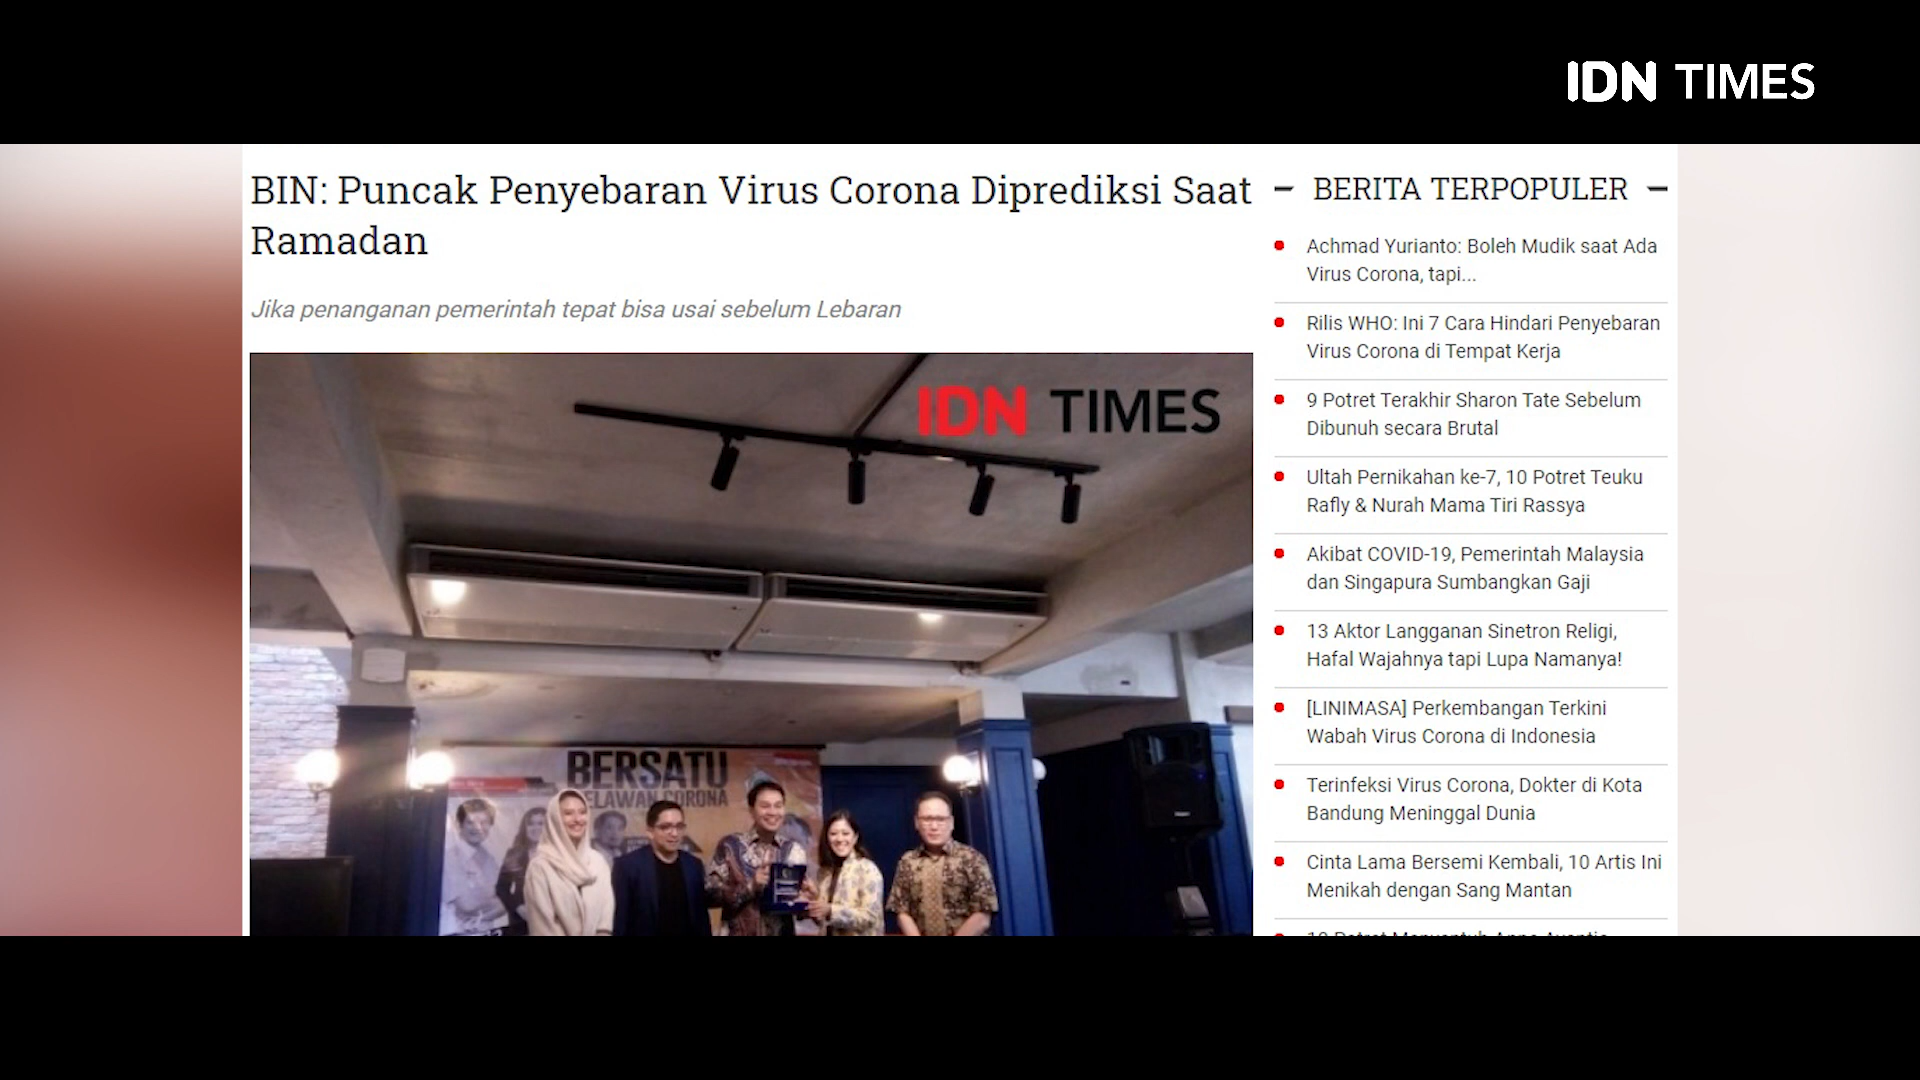 IDN TIMES
BIN: Puncak Penyebaran Virus Corona Diprediksi Saat
Ramadan
Jika penanganan pemerintah tepat bisa usai sebelum Lebaran
IDN TIMES
BERSATU
ELAWAN CORONA
BERITA TERPOPULER
Achmad Yurianto: Boleh Mudik saat Ada
Virus Corona, tapi...
Rilis WHO: Ini 7 Cara Hindari Penyebaran
Virus Corona di Tempat Kerja
9 Potret Terakhir Sharon Tate Sebelum
Dibunuh secara Brutal
Ultah Pernikahan ke-7, 10 Potret Teuku
Rafly & Nurah Mama Tiri Rassya
Akibat COVID-19, Pemerintah Malaysia
dan Singapura Sumbangkan Gaji
13 Aktor Langganan Sinetron Religi,
Hafal Wajahnya tapi Lupa Namanya!
[LINIMASA] Perkembangan Terkini
Wabah Virus Corona di Indonesia
Terinfeksi Virus Corona, Dokter di Kota
Bandung Meninggal Dunia
Cinta Lama Bersemi Kembali, 10 Artis Ini
Menikah dengan Sang Mantan